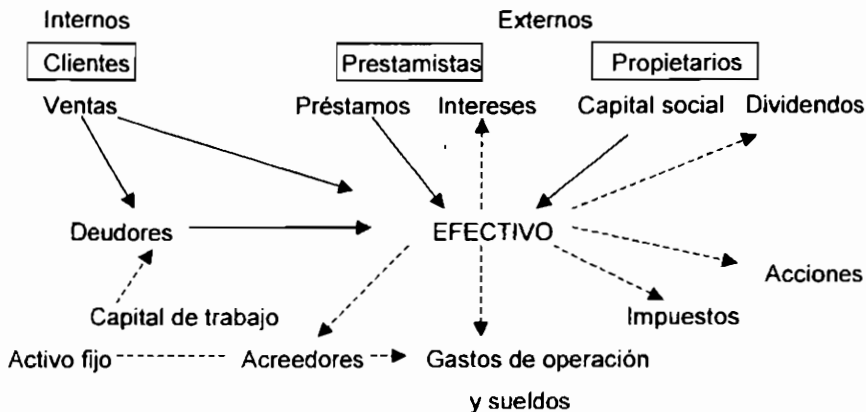 Internos Externos
Clientes Prestamistas Propietarios
Ventas Préstamos Intereses Capital social Dividendos
Deudores EFECTIVO
Acciones
Capital de trabajo Impuestos
Activo fijo Acreedores Gastos de operación
y sueldos